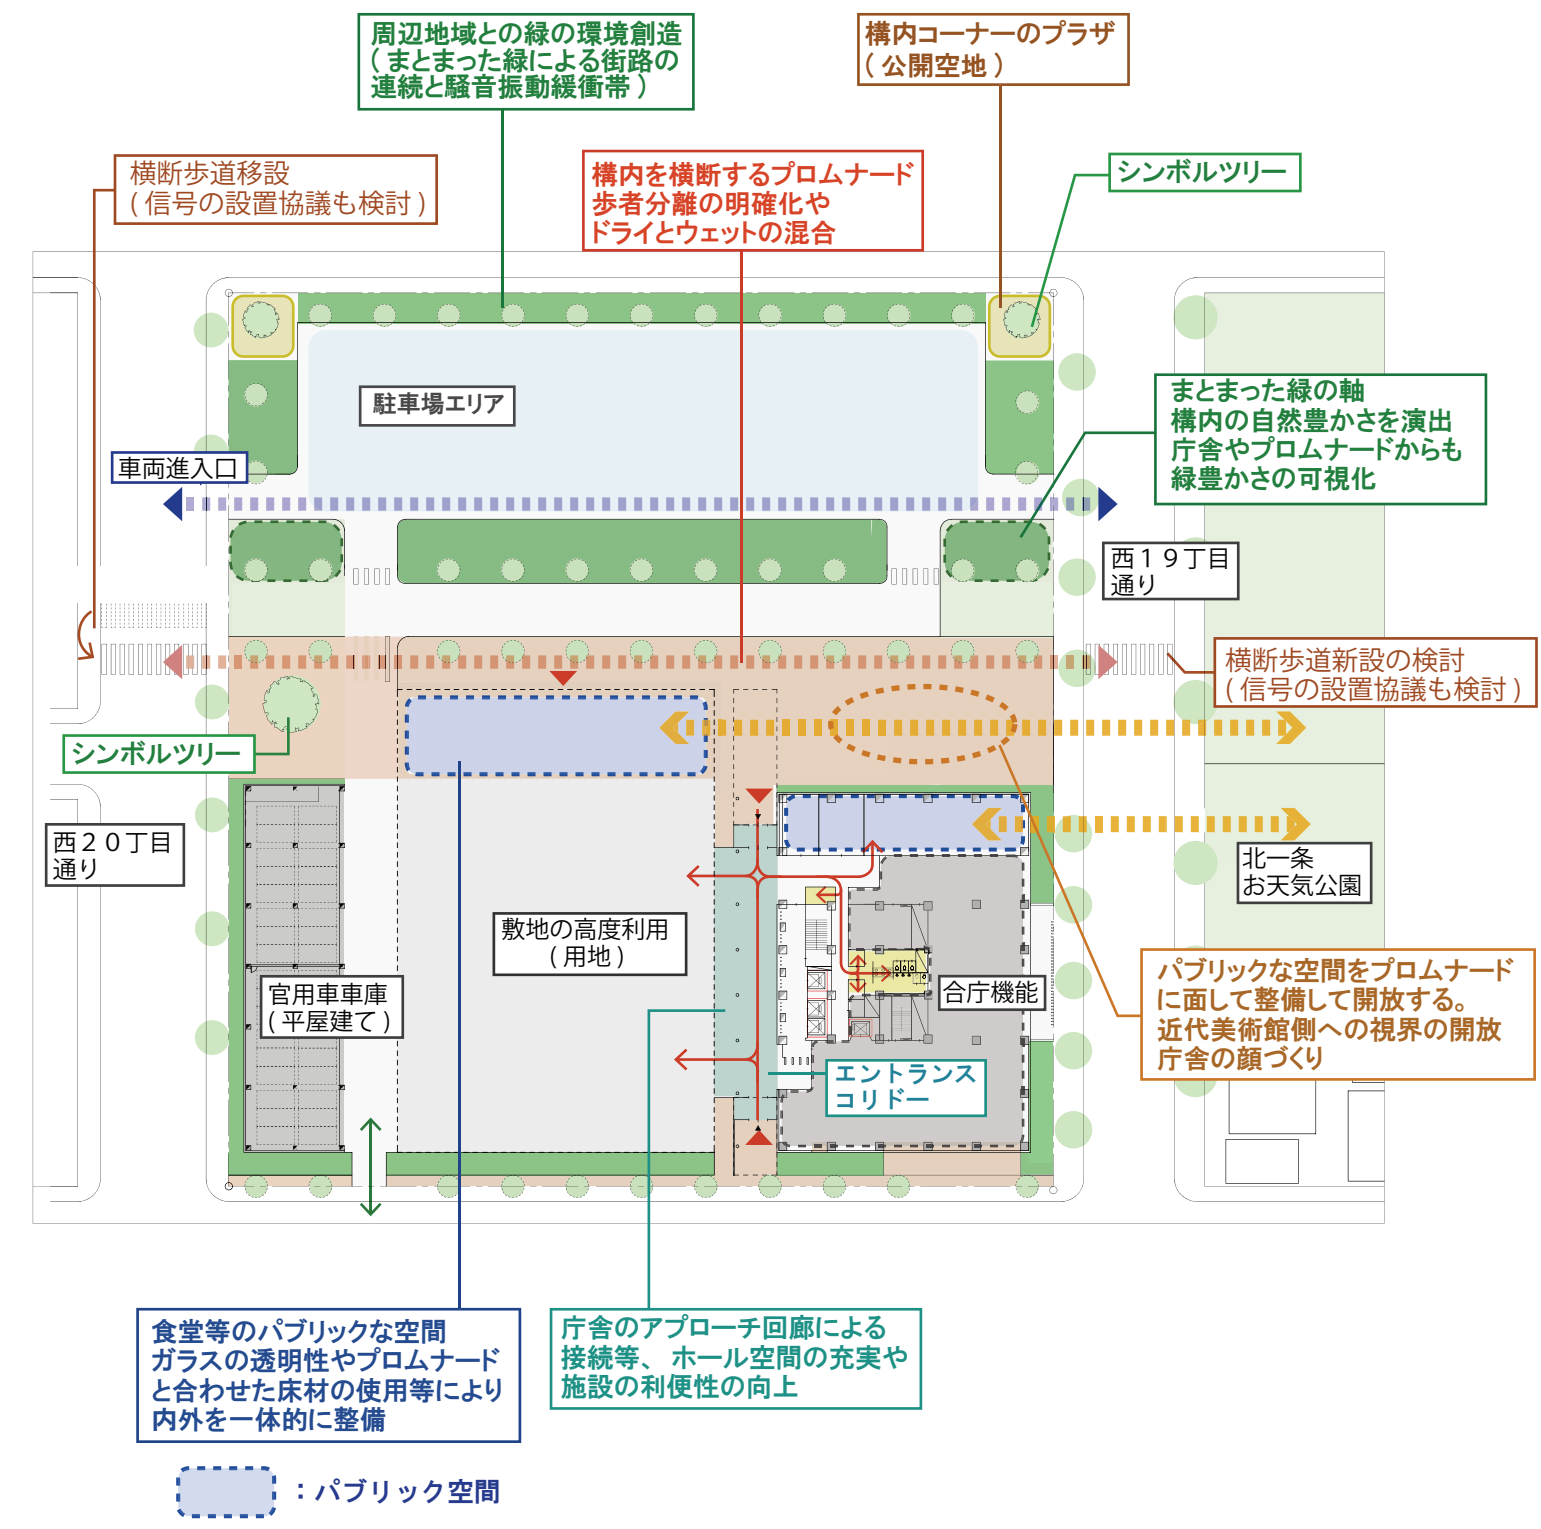 周辺地域との緑の環境創造
( まとまった緑による街路の
連続と騒音振動緩衝帯 )
構内コーナーのプラザ
( 公開空地 )
横断歩道移設
( 信号の設置協議も検討 )
構内を横断するプロムナード
歩者分離の明確化や
ドライとウェットの混合
シンボルツリー
駐車場エリア
まとまった緑の軸
構内の自然豊かさを演出
庁舎やプロムナードからも
緑豊かさの可視化
車両進入口
西１９丁目
通り
横断歩道新設の検討
( 信号の設置協議も検討 )
シンボルツリー
西２０丁目
通り
北一条
お天気公園
敷地の高度利用
( 用地 )
官用車車庫
( 平屋建て )
合庁機能
パブリックな空間をプロムナード
に面して整備して開放する。
近代美術館側への視界の開放
庁舎の顔づくり
エントランス
コリドー
食堂等のパブリックな空間
ガラスの透明性やプロムナード
と合わせた床材の使用等により
内外を一体的に整備
庁舎のアプローチ回廊による
接続等、ホール空間の充実や
施設の利便性の向上
：パブリック空間